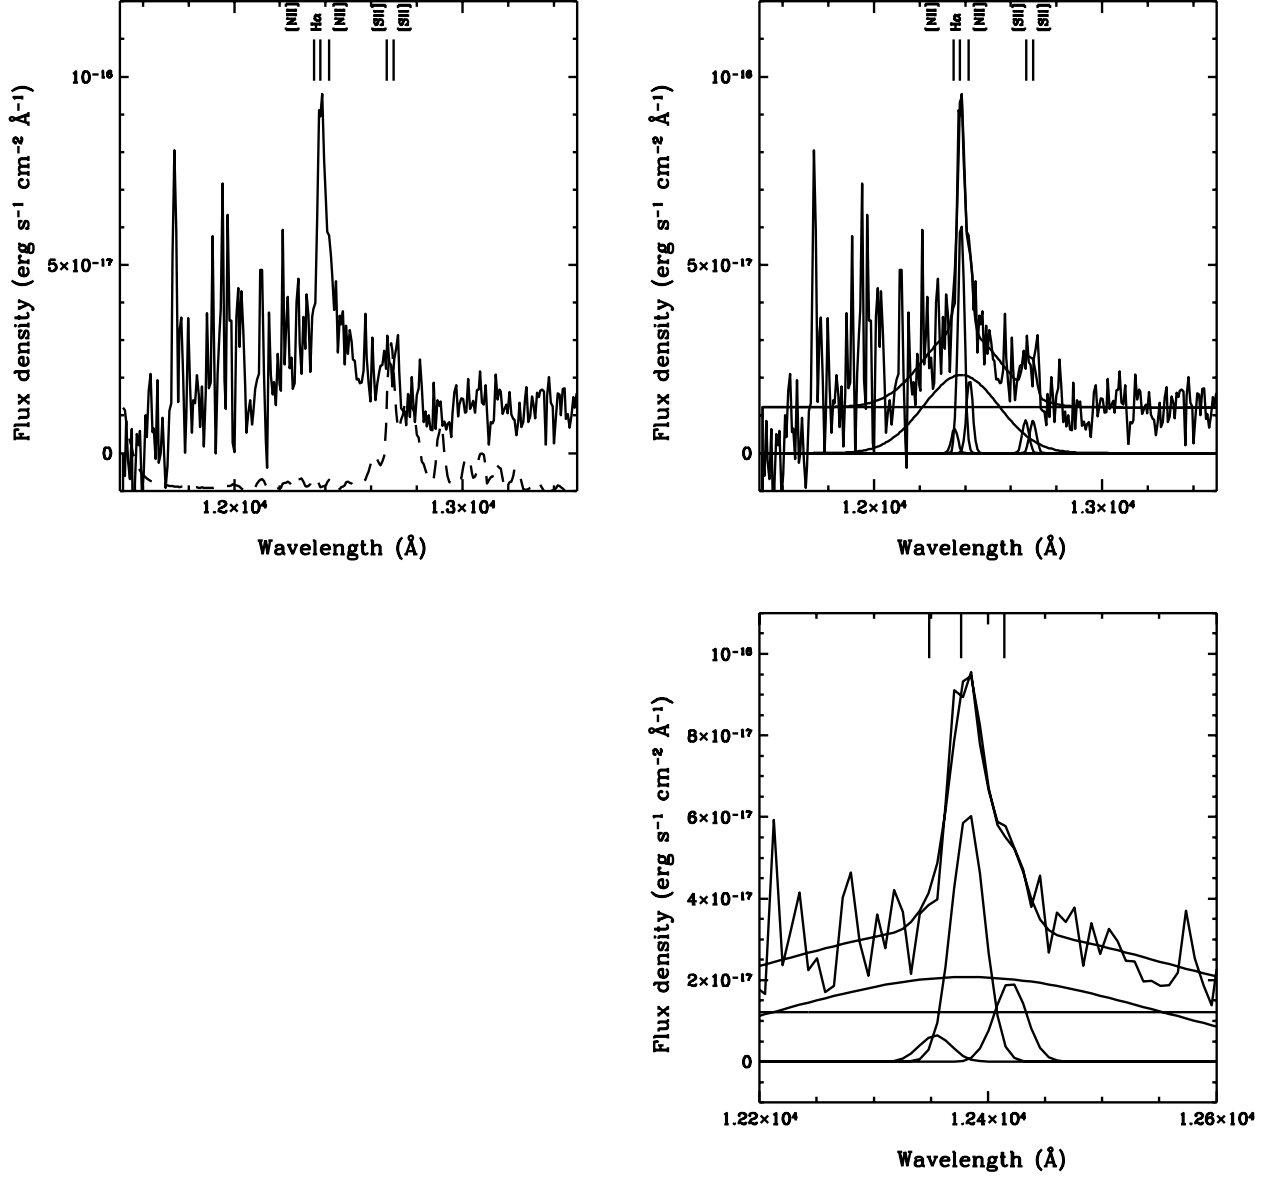 [NII] Hα [NII] [SII] [SII]
10⁻¹⁶
5×10⁻¹⁷
0
Flux density (erg s⁻¹ cm⁻² Å⁻¹)
1.2×10⁴ 1.3×10⁴
Wavelength (Å)
[NII] Hα [NII] [SII] [SII]
10⁻¹⁶
5×10⁻¹⁷
0
Flux density (erg s⁻¹ cm⁻² Å⁻¹)
1.2×10⁴ 1.3×10⁴
Wavelength (Å)
10⁻¹⁶
8×10⁻¹⁷
6×10⁻¹⁷
4×10⁻¹⁷
2×10⁻¹⁷
0
Flux density (erg s⁻¹ cm⁻² Å⁻¹)
1.22×10⁴ 1.24×10⁴ 1.26×10⁴
Wavelength (Å)